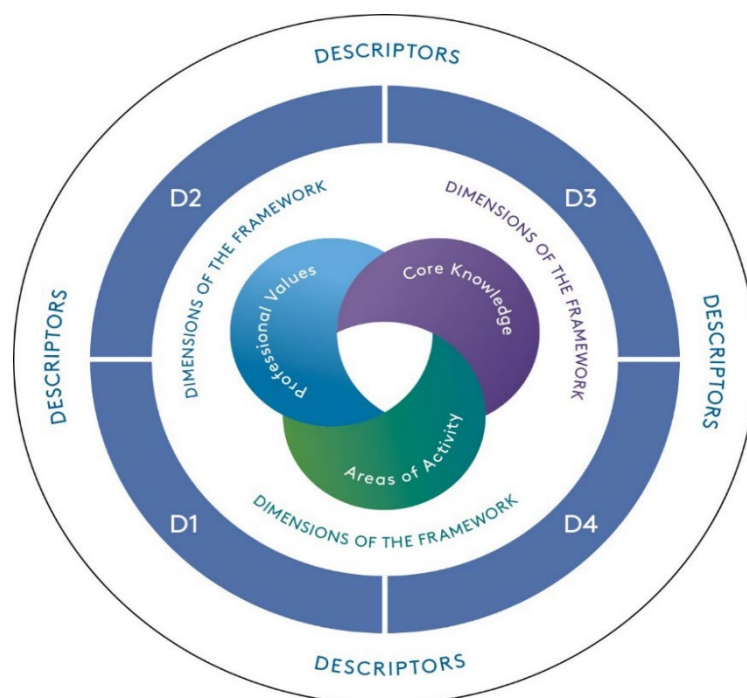 DESCRIPTORS
D2
D3
DIMENSIONS OF THE FRAMEWORK
DIMENSIONS OF THE FRAMEWORK
Professional Values
Core Knowledge
DESCRIPTORS
DESCRIPTORS
Areas of Activity
DIMENSIONS OF THE FRAMEWORK
D1
D4
DESCRIPTORS